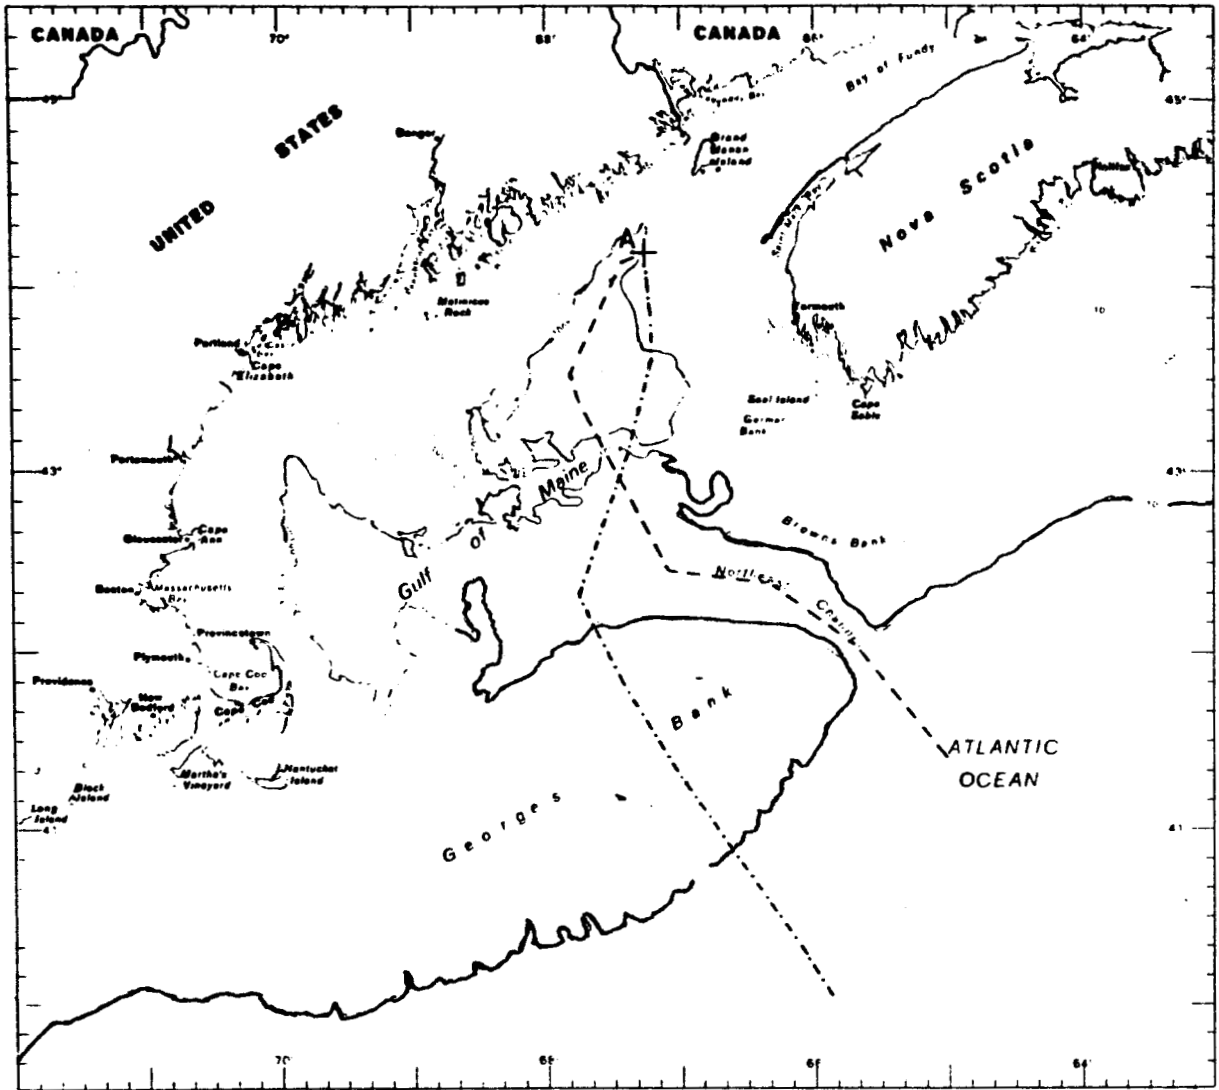 CANADA
70°
68'
CANADA
66'
64'
Bay of Fundy
45°
45°
STATES
UNITED
Bangor
Grand
Manan
Island
Nova Scotia
A
Matinicus
Rock
Yarmouth
Portland
Cape
Elizabeth
Seal Island
German
Bank
Cape
Sable
Portsmouth
43°
43°
Gulf of Maine
Gloucester
Cape
Ann
Browns Bank
Northeast
Channel
Boston
Massachusetts
Bay
Provincetown
Plymouth
Cape Cod
Bay
Providence
New
Bedford
Cape Cod
Georges Bank
ATLANTIC
OCEAN
Martha's
Vineyard
Nantucket
Island
Block
Island
Long
Island
41
41
70°
68
66
64°